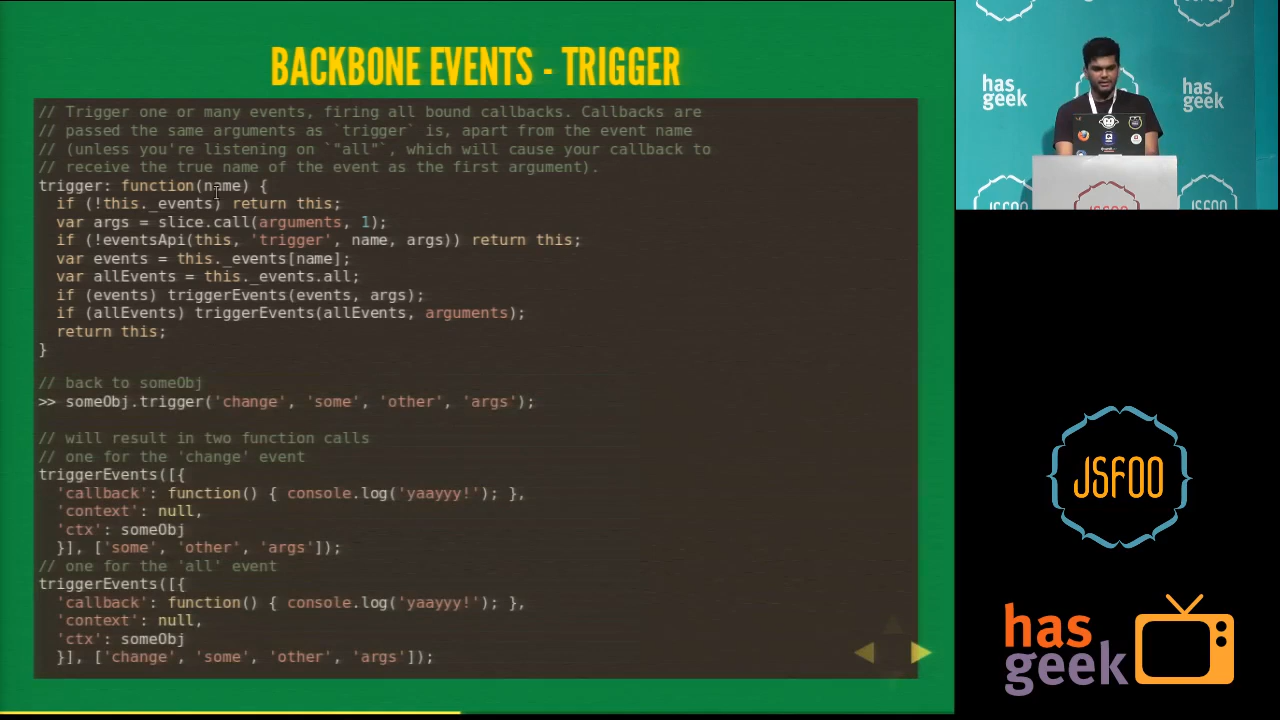 BACKBONE EVENTS - TRIGGER
// Trigger one or many events, firing all bound callbacks. Callbacks are
// passed the same arguments as `trigger` is, apart from the event name
// (unless you're listening on `"all"`, which will cause your callback to
// receive the true name of the event as the first argument).
trigger: function(name) {
  if (!this._events) return this;
  var args = slice.call(arguments, 1);
  if (!eventsApi(this, 'trigger', name, args)) return this;
  var events = this._events[name];
  var allEvents = this._events.all;
  if (events) triggerEvents(events, args);
  if (allEvents) triggerEvents(allEvents, arguments);
  return this;
}
// back to someObj
>> someObj.trigger('change', 'some', 'other', 'args');
// will result in two function calls
// one for the 'change' event
triggerEvents([{
  'callback': function() { console.log('yaayyy!'); },
  'context': null,
  'ctx': someObj
  }], ['some', 'other', 'args']);
// one for the 'all' event
triggerEvents([{
  'callback': function() { console.log('yaayyy!'); },
  'context': null,
  'ctx': someObj
  }], ['change', 'some', 'other', 'args']);
has
geek
has
geek
JSFOO
has
geek